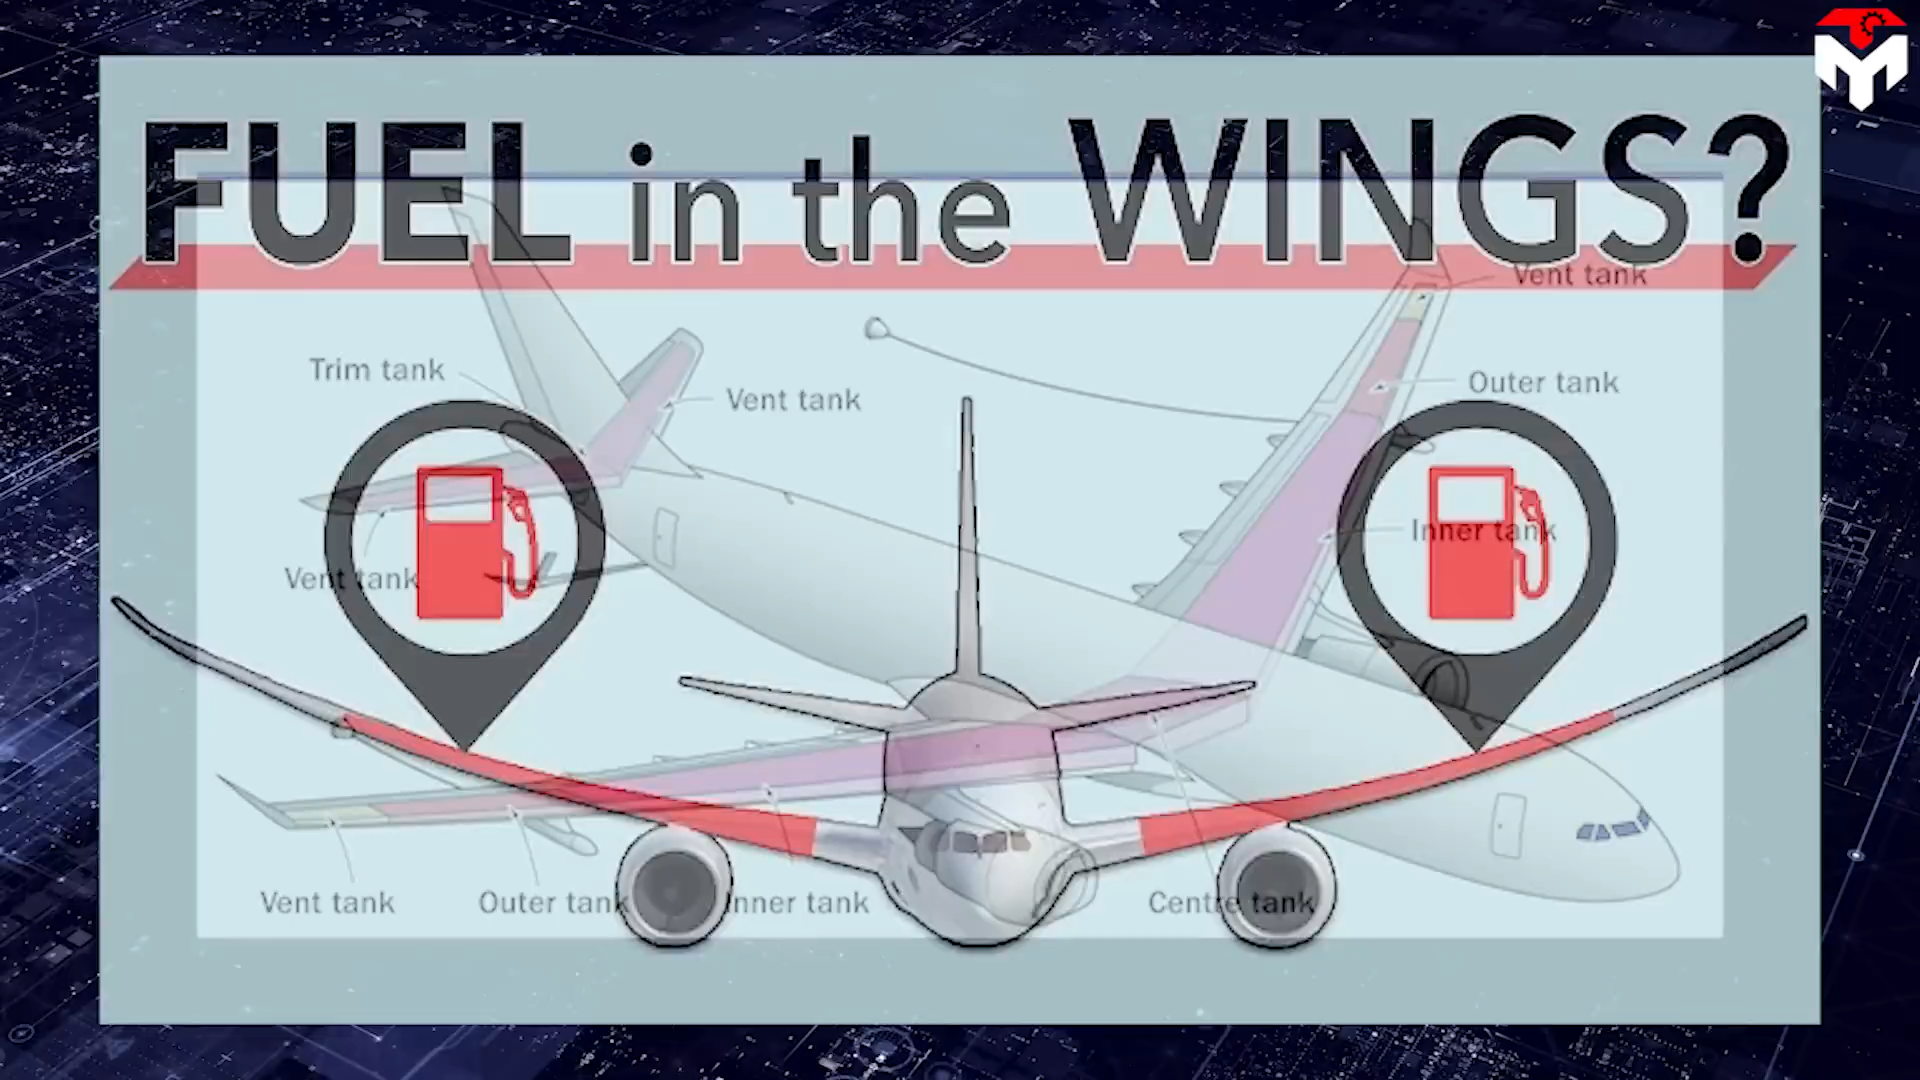 FUEL in the WINGS?
Vent tank
Trim tank
Outer tank
Vent tank
Inner tank
Vent tank
Vent tank
Outer tank
Inner tank
Centre tank